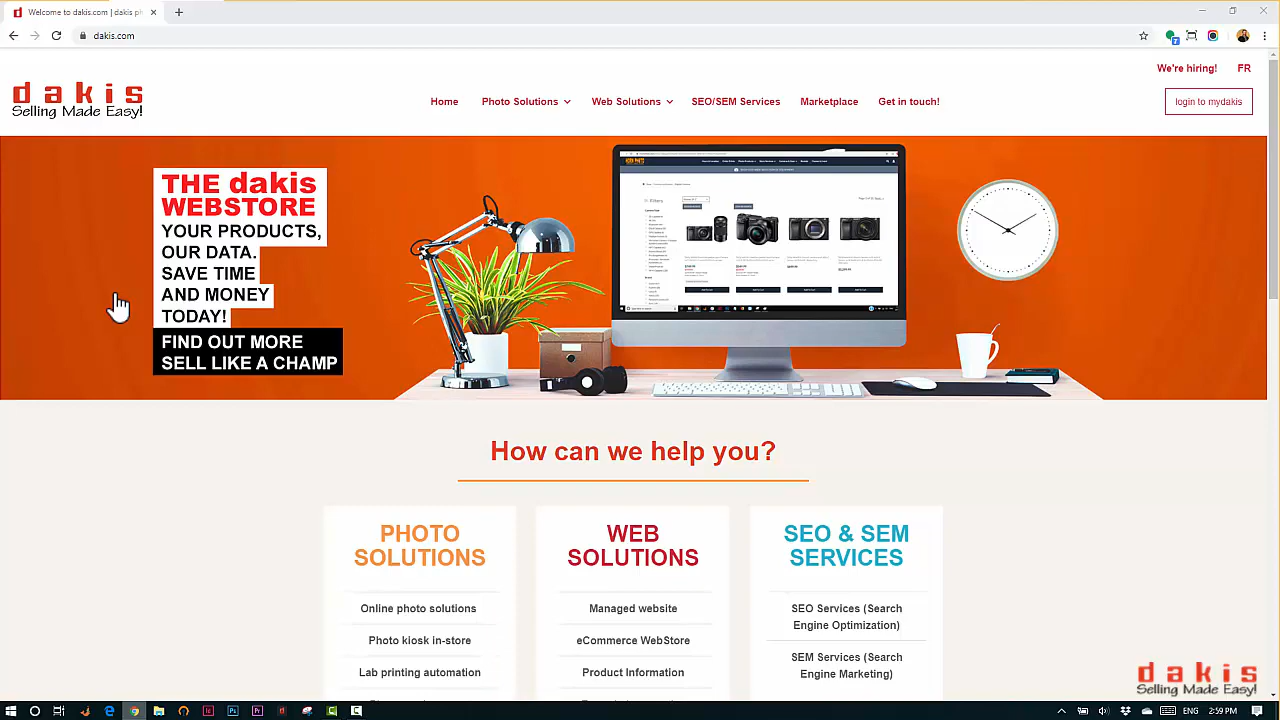 Welcome to dakis.com | dakis ph
dakis.com
We're hiring!
FR
dakis
Selling Made Easy!
Home
Photo Solutions
Web Solutions
SEO/SEM Services
Marketplace
Get in touch!
login to mydakis
THE dakis
WEBSTORE
YOUR PRODUCTS,
OUR DATA.
SAVE TIME
AND MONEY
TODAY!
FIND OUT MORE
SELL LIKE A CHAMP
How can we help you?
PHOTO
SOLUTIONS
Online photo solutions
Photo kiosk in-store
Lab printing automation
WEB
SOLUTIONS
Managed website
eCommerce WebStore
Product Information
SEO & SEM
SERVICES
SEO Services (Search
Engine Optimization)
SEM Services (Search
Engine Marketing)
dakis
Selling Made Easy!
ENG
2:59 PM